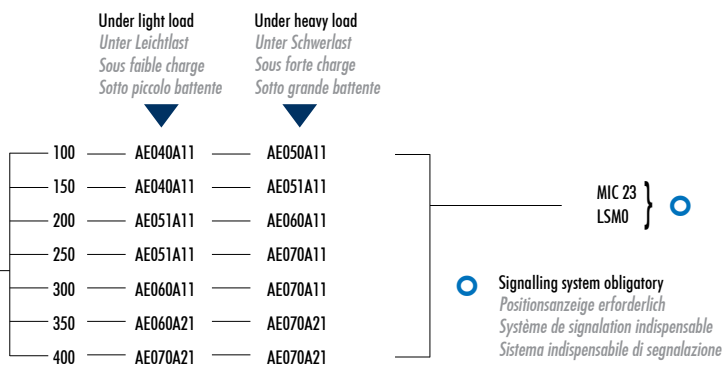 Under light load
Unter Leichtlast
Sous faible charge
Sotto piccolo battente
Under heavy load
Unter Schwerlast
Sous forte charge
Sotto grande battente
100 AE040A11 AE050A11
150 AE040A11 AE051A11
200 AE051A11 AE060A11
250 AE051A11 AE070A11
300 AE060A11 AE070A11
350 AE060A21 AE070A21
400 AE070A21 AE070A21
MIC 23
LSM0
Signalling system obligatory
Positionsanzeige erforderlich
Système de signalation indispensable
Sistema indispensabile di segnalazione